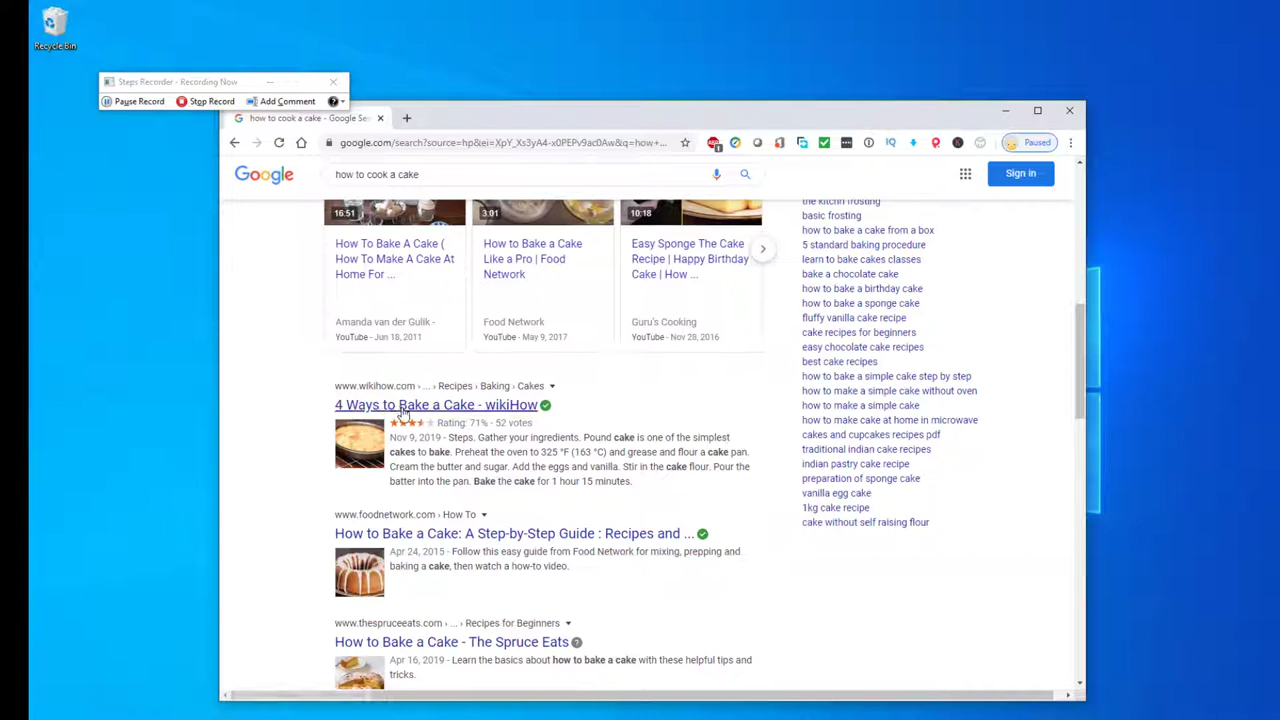 Recycle Bin
Steps Recorder - Recording Now
Pause Record Stop Record Add Comment
how to cook a cake - Google Se
google.com/search?source=hp&ei=XpY_Xs3yA4-x0PEPv9ac0Aw&q=how+...
Paused
Google
how to cook a cake
Sign in
16:51
3:01
10:18
How To Bake A Cake (
How To Make A Cake At
Home For ...
Amanda van der Gulik -
YouTube - Jun 18, 2011
How to Bake a Cake
Like a Pro | Food
Network
Food Network
YouTube - May 9, 2017
Easy Sponge The Cake
Recipe | Happy Birthday
Cake | How ...
Guru's Cooking
YouTube - Nov 28, 2016
www.wikihow.com › ... › Recipes › Baking › Cakes
4 Ways to Bake a Cake - wikiHow
Rating: 71% - 52 votes
Nov 9, 2019 - Steps. Gather your ingredients. Pound cake is one of the simplest
cakes to bake. Preheat the oven to 325 °F (163 °C) and grease and flour a cake pan.
Cream the butter and sugar. Add the eggs and vanilla. Stir in the cake flour. Pour the
batter into the pan. Bake the cake for 1 hour 15 minutes.
www.foodnetwork.com › How To
How to Bake a Cake: A Step-by-Step Guide : Recipes and ...
Apr 24, 2015 - Follow this easy guide from Food Network for mixing, prepping and
baking a cake, then watch a how-to video.
www.thespruceeats.com › ... › Recipes for Beginners
How to Bake a Cake - The Spruce Eats
Apr 16, 2019 - Learn the basics about how to bake a cake with these helpful tips and
tricks.
the kitchn frosting
basic frosting
how to bake a cake from a box
5 standard baking procedure
learn to bake cakes classes
bake a chocolate cake
how to bake a birthday cake
how to bake a sponge cake
fluffy vanilla cake recipe
cake recipes for beginners
easy chocolate cake recipes
best cake recipes
how to bake a simple cake step by step
how to make a simple cake without oven
how to make a simple cake
how to make cake at home in microwave
cakes and cupcakes recipes pdf
traditional indian cake recipes
indian pastry cake recipe
preparation of sponge cake
vanilla egg cake
1kg cake recipe
cake without self raising flour